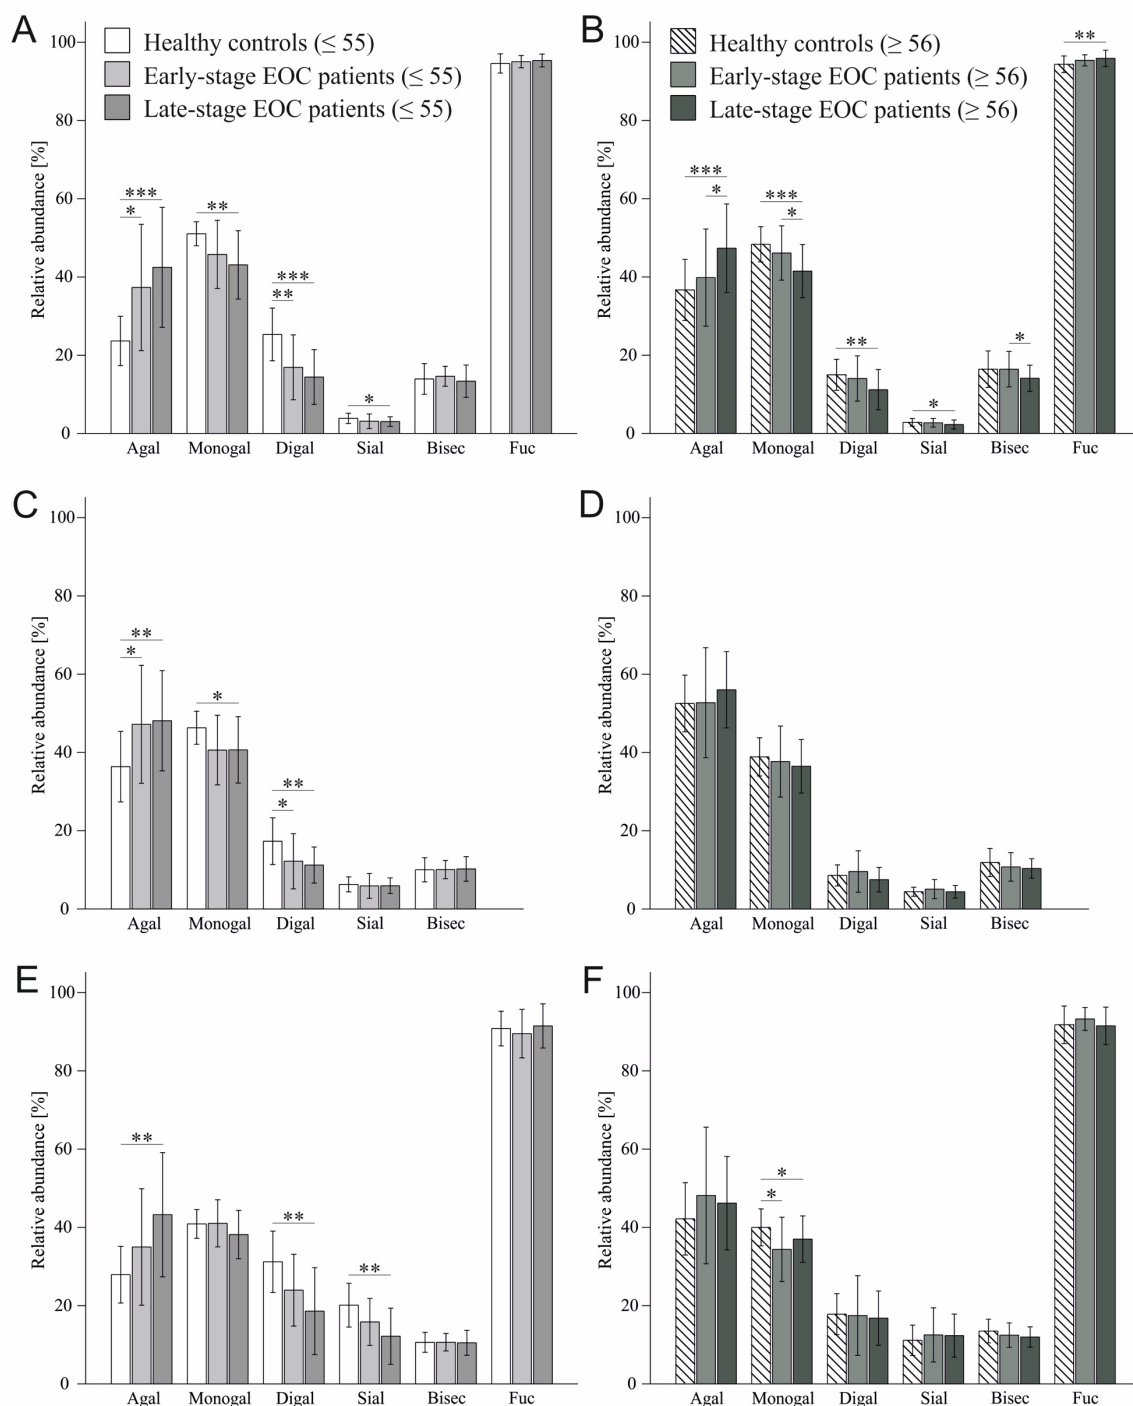 A
Healthy controls (≤ 55)
Early-stage EOC patients (≤ 55)
Late-stage EOC patients (≤ 55)
Relative abundance [%]
100
80
60
40
20
0
***
*
**
***
**
*
Agal Monogal Digal Sial Bisec Fuc
B
Healthy controls (≥ 56)
Early-stage EOC patients (≥ 56)
Late-stage EOC patients (≥ 56)
Relative abundance [%]
100
80
60
40
20
0
***
*
***
*
**
*
*
**
Agal Monogal Digal Sial Bisec Fuc
C
Relative abundance [%]
100
80
60
40
20
0
**
*
*
**
*
Agal Monogal Digal Sial Bisec
D
Relative abundance [%]
100
80
60
40
20
0
Agal Monogal Digal Sial Bisec
E
Relative abundance [%]
100
80
60
40
20
0
**
**
**
Agal Monogal Digal Sial Bisec Fuc
F
Relative abundance [%]
100
80
60
40
20
0
*
*
Agal Monogal Digal Sial Bisec Fuc